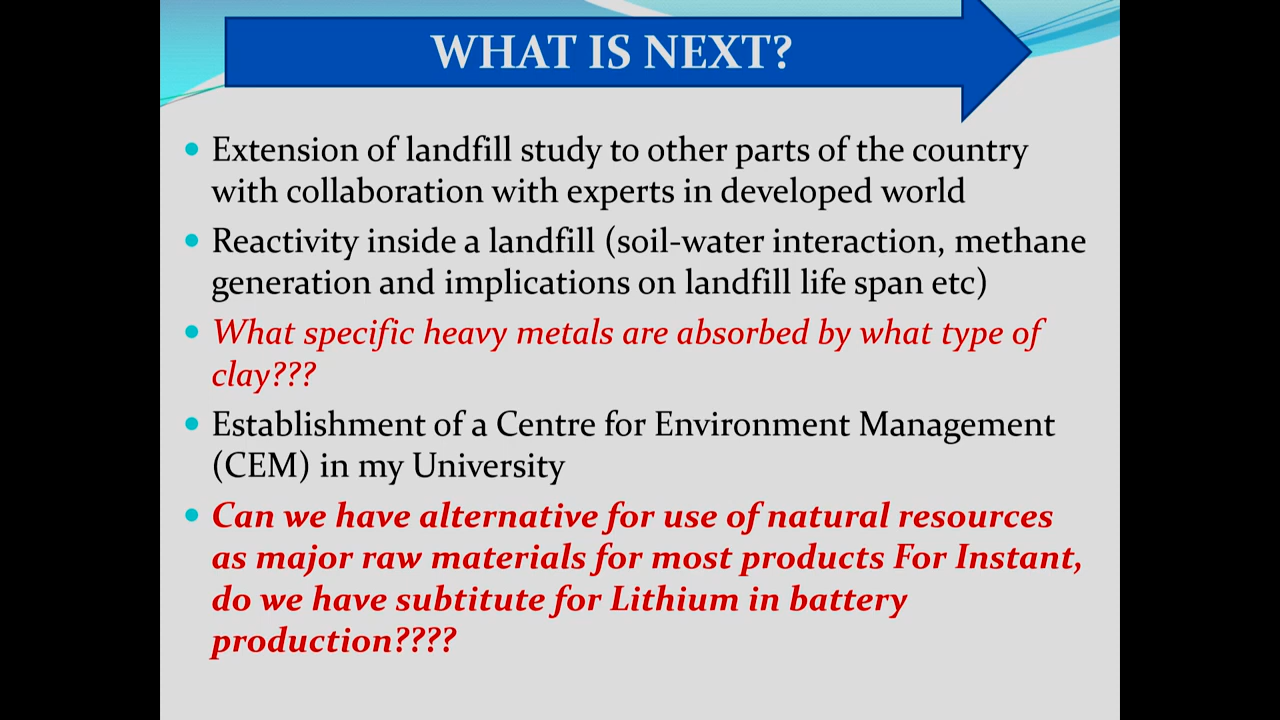 WHAT IS NEXT?
Extension of landfill study to other parts of the country
with collaboration with experts in developed world
Reactivity inside a landfill (soil-water interaction, methane
generation and implications on landfill life span etc)
What specific heavy metals are absorbed by what type of
clay???
Establishment of a Centre for Environment Management
(CEM) in my University
Can we have alternative for use of natural resources
as major raw materials for most products For Instant,
do we have subtitute for Lithium in battery
production????